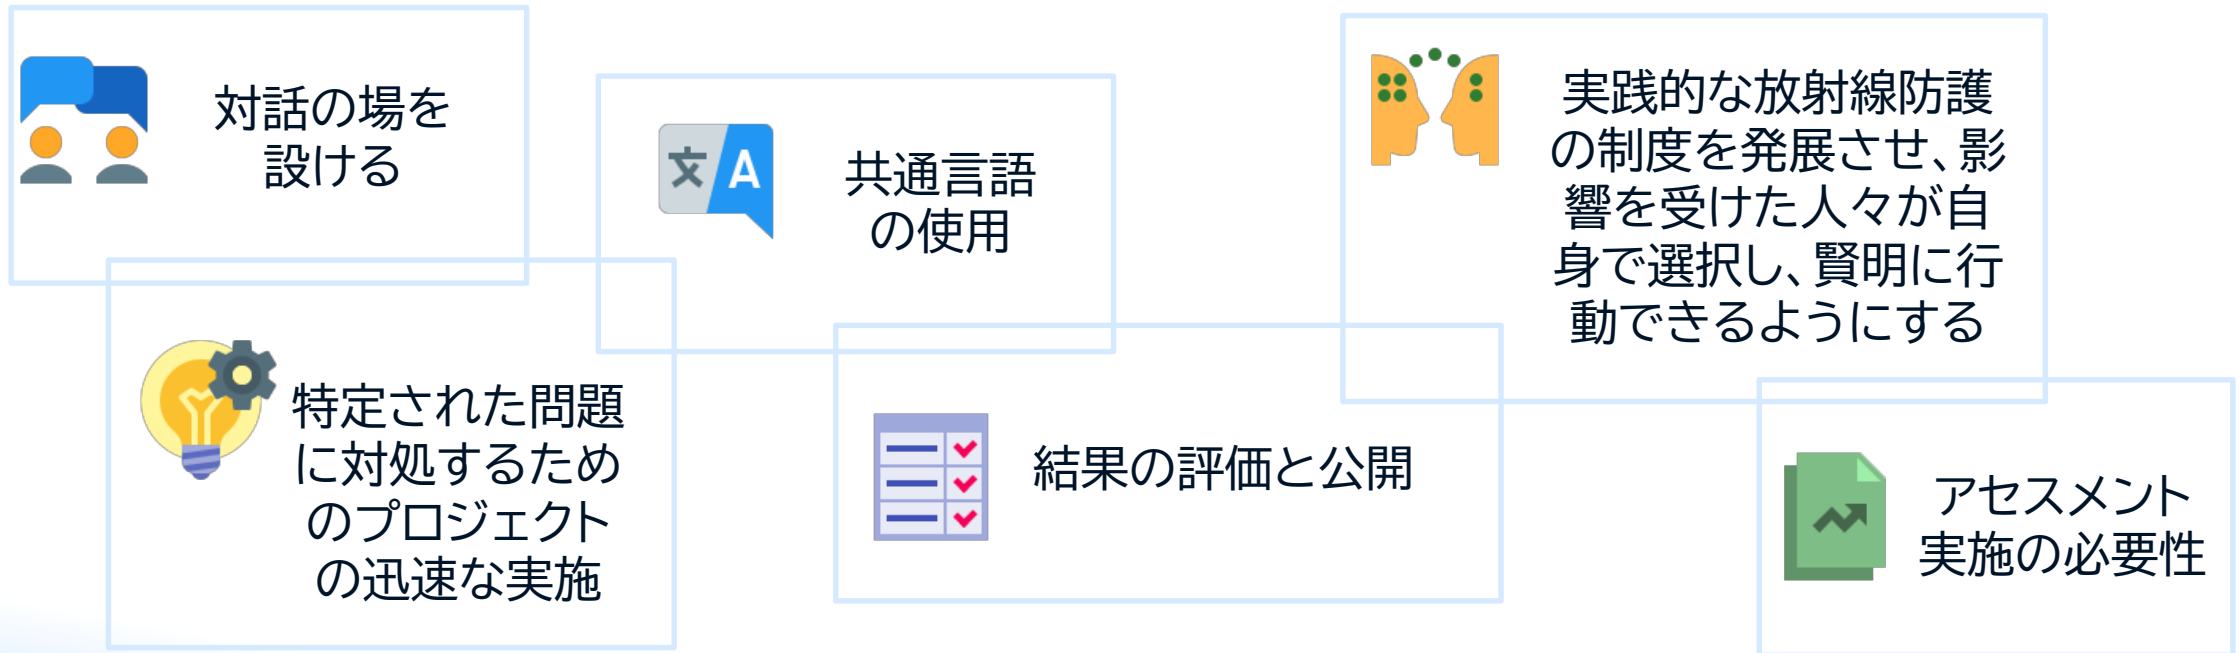 対話の場を
設ける
特定された問題
に対処するため
のプロジェクト
の迅速な実施
文 A
共通言語
の使用
結果の評価と公開
実践的な放射線防護
の制度を発展させ、影
響を受けた人々が自
身で選択し、賢明に行
動できるようにする
アセスメント
実施の必要性